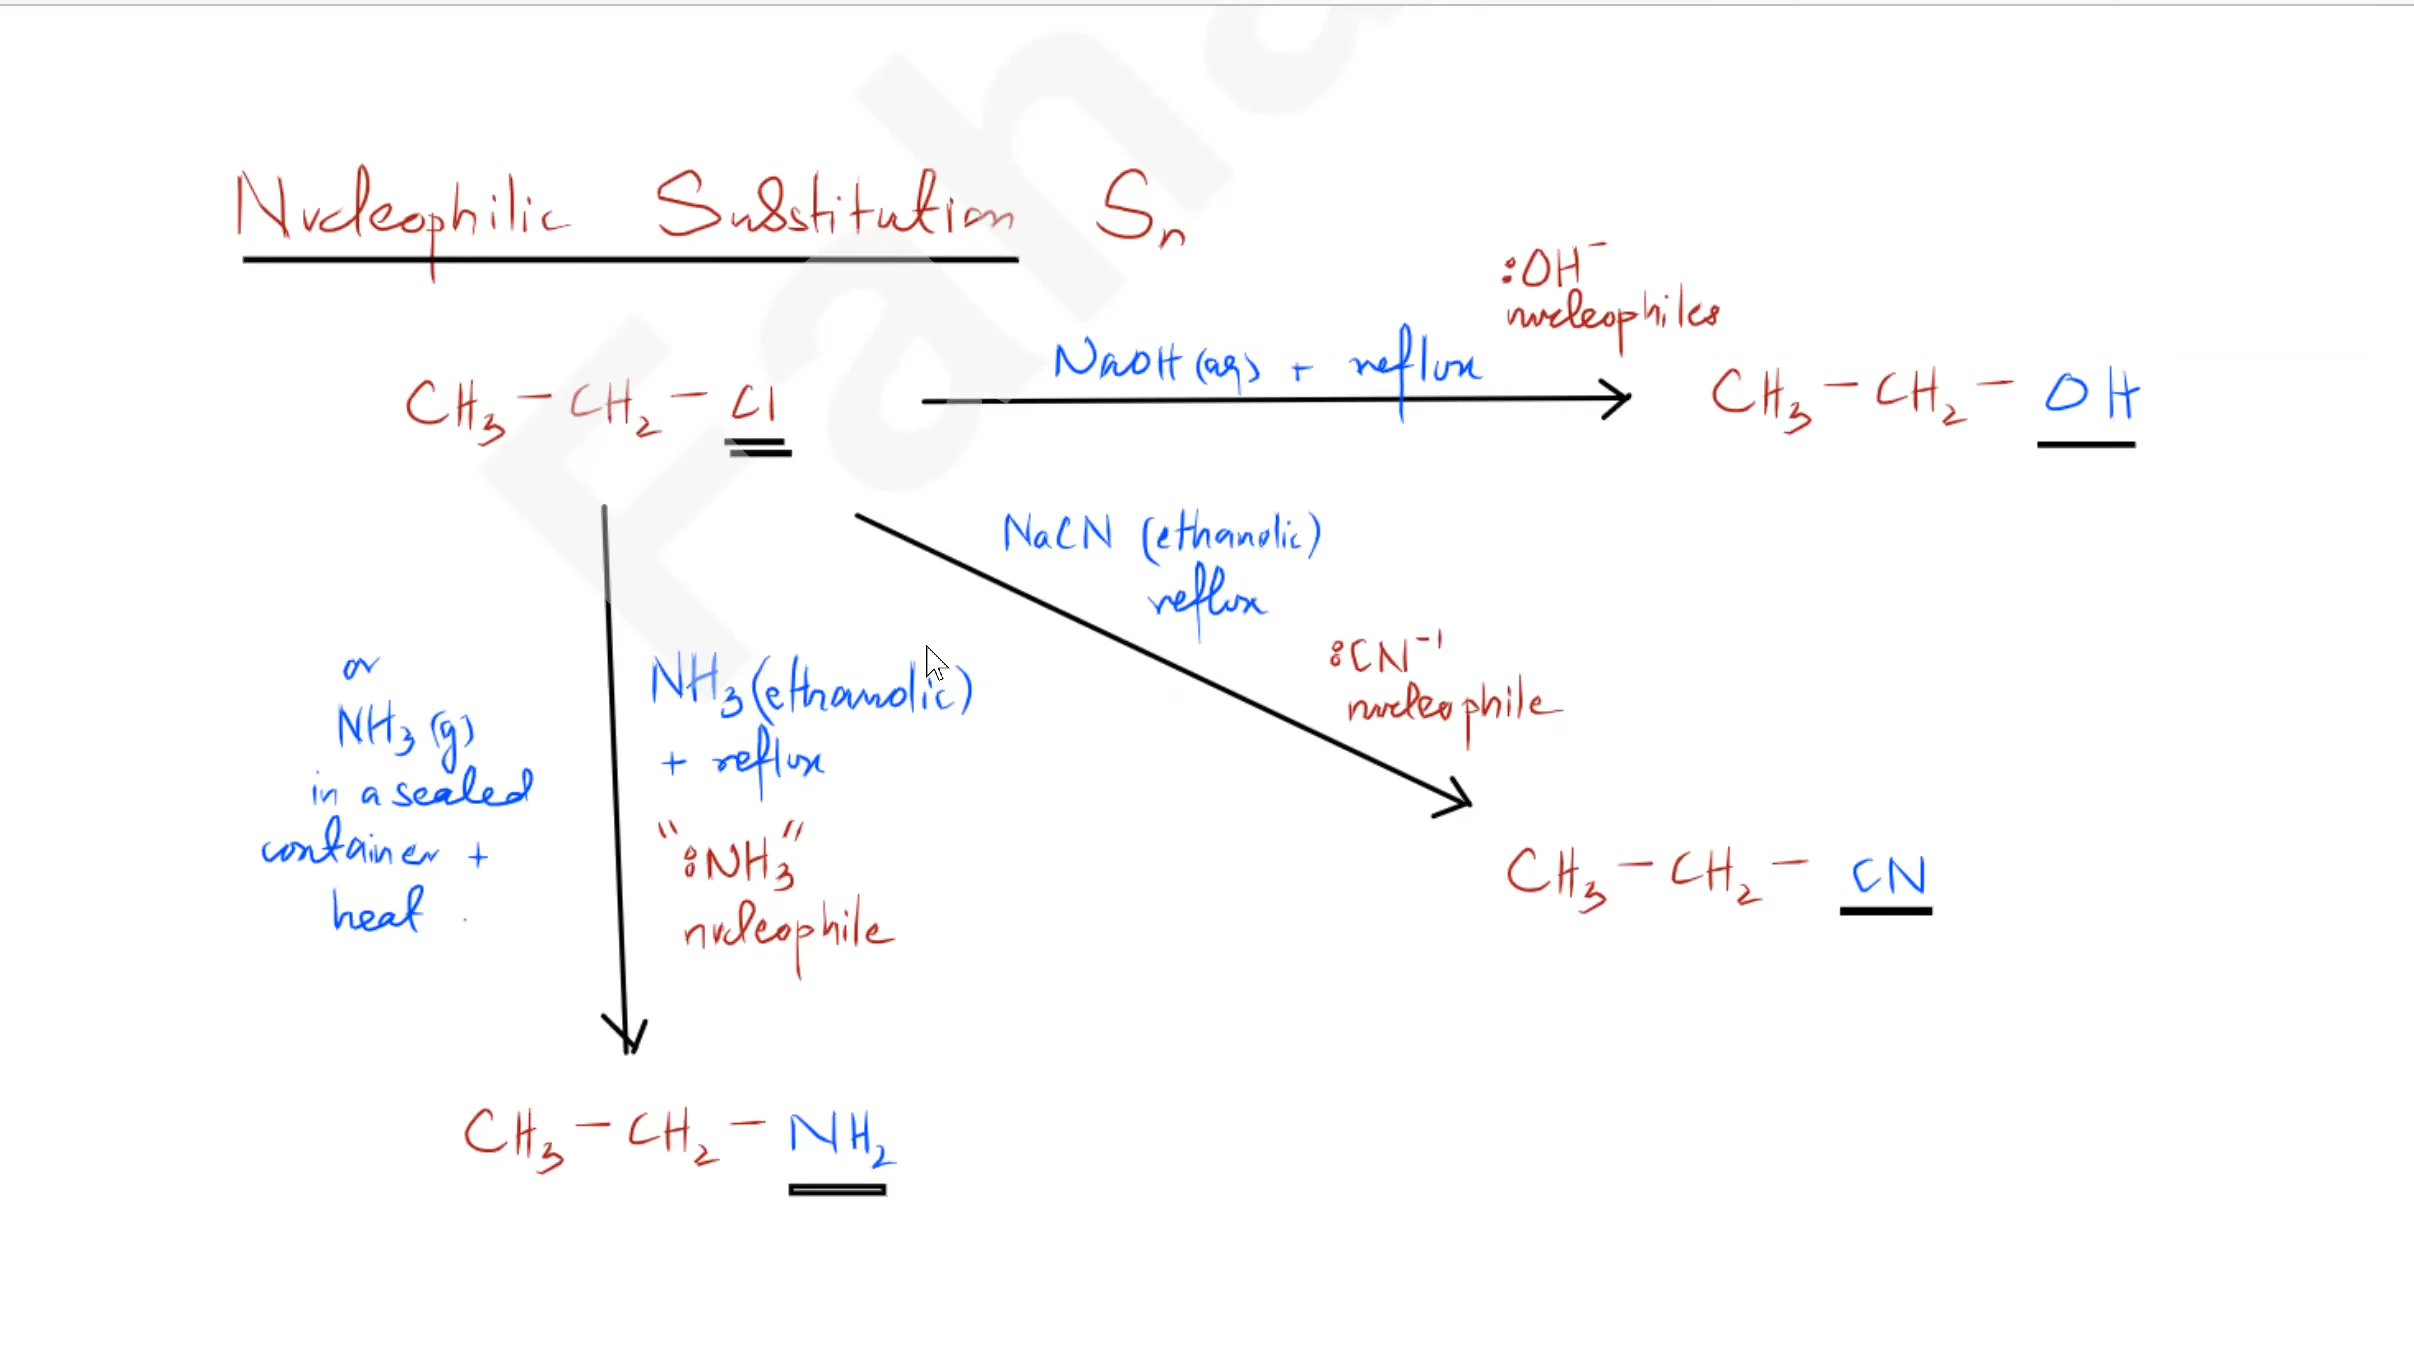 Nucleophilic Substitution Sn
:OH⁻
nucleophiles
NaOH (aq) + reflux
CH₃ – CH₂ – Cl
CH₃ – CH₂ – OH
NaCN (ethanolic)
reflux
:CN⁻¹
nucleophile
or
NH₃ (g)
in a sealed
container +
heat .
NH₃ (ethanolic)
+ reflux
":NH₃"
nucleophile
CH₃ – CH₂ – CN
CH₃ – CH₂ – NH₂
Faha